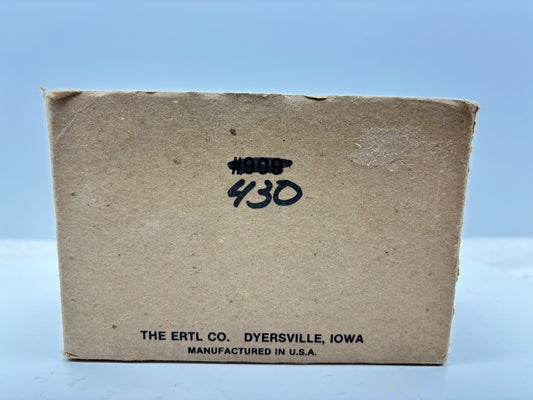 430
THE ERTL CO. DYERSVILLE, IOWA
MANUFACTURED IN U.S.A.